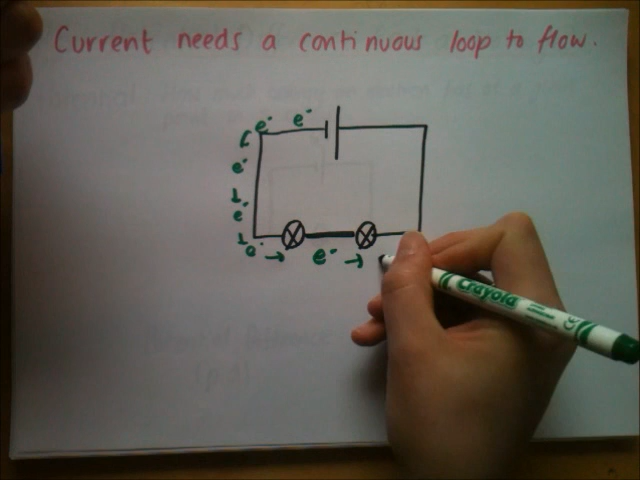 Current needs a continuous loop to flow.
e⁻ e⁻
e⁻
e⁻
e⁻ e⁻
Crayola